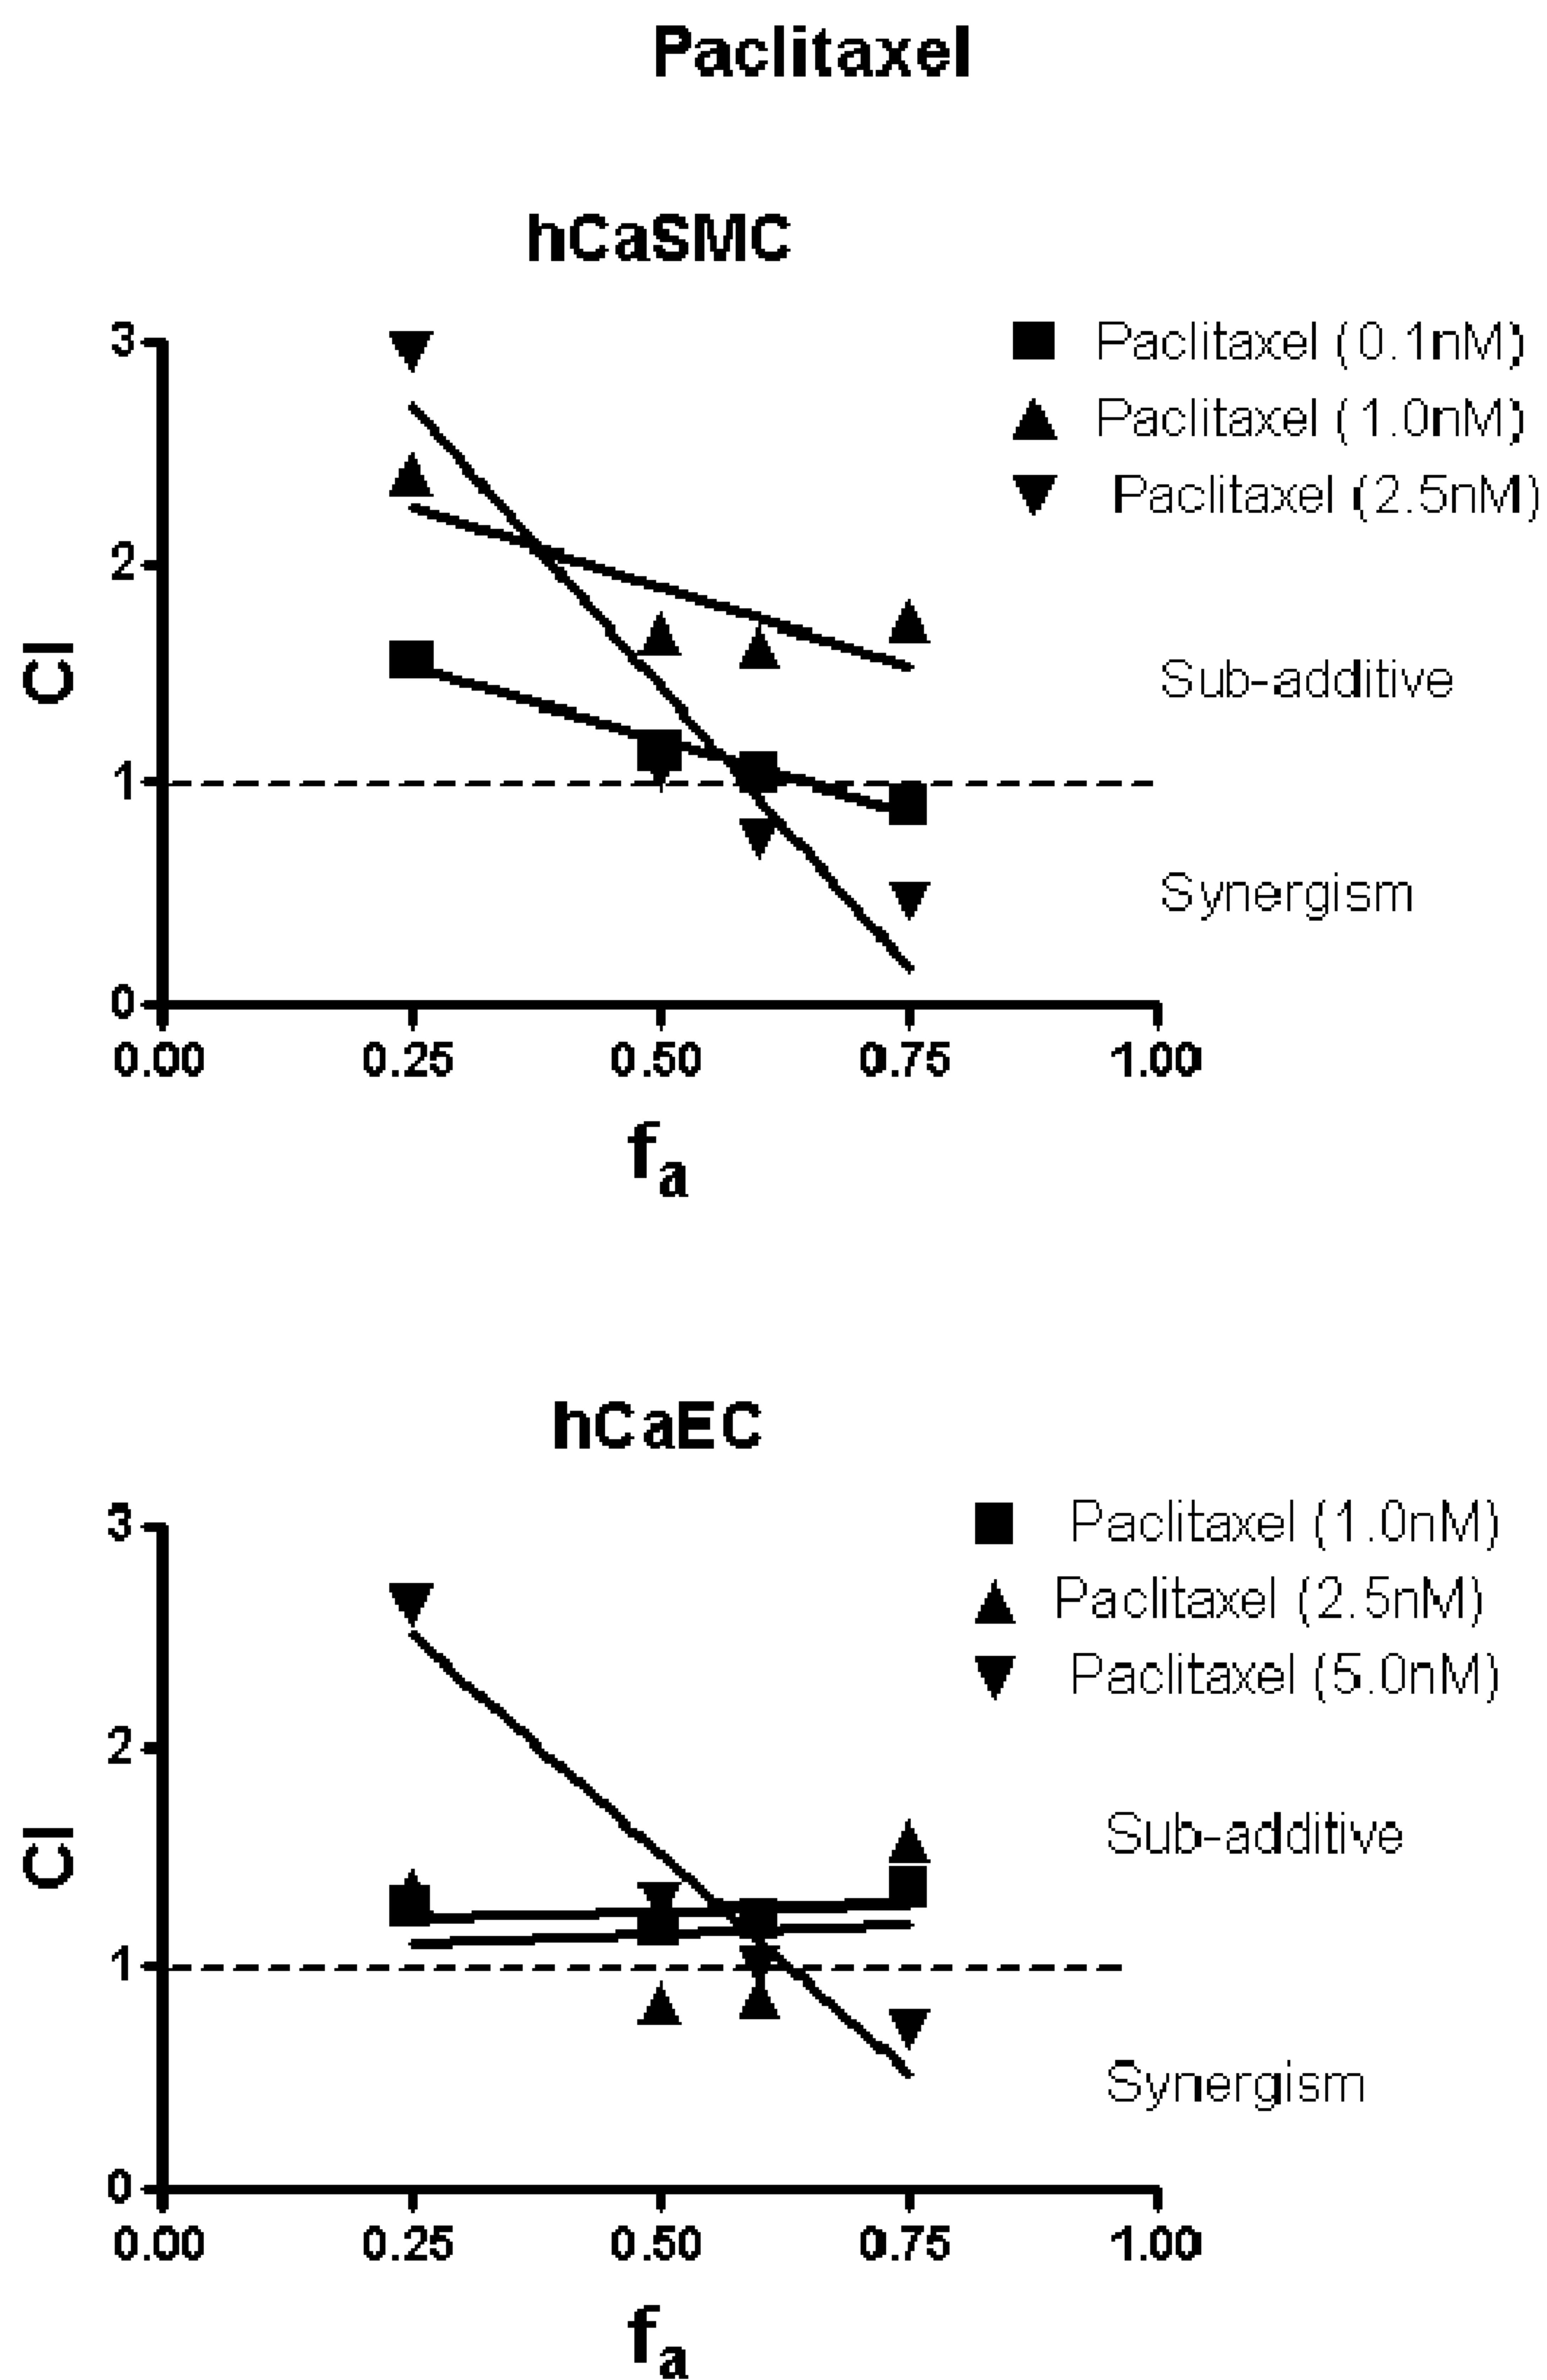 Paclitaxel
hCaSMC
Paclitaxel (0.1nM)
Paclitaxel (1.0nM)
Paclitaxel (2.5nM)
3
2
1
0
CI
Sub-additive
Synergism
0.00 0.25 0.50 0.75 1.00
fa
hCaEC
Paclitaxel (1.0nM)
Paclitaxel (2.5nM)
Paclitaxel (5.0nM)
3
2
1
0
CI
Sub-additive
Synergism
0.00 0.25 0.50 0.75 1.00
fa